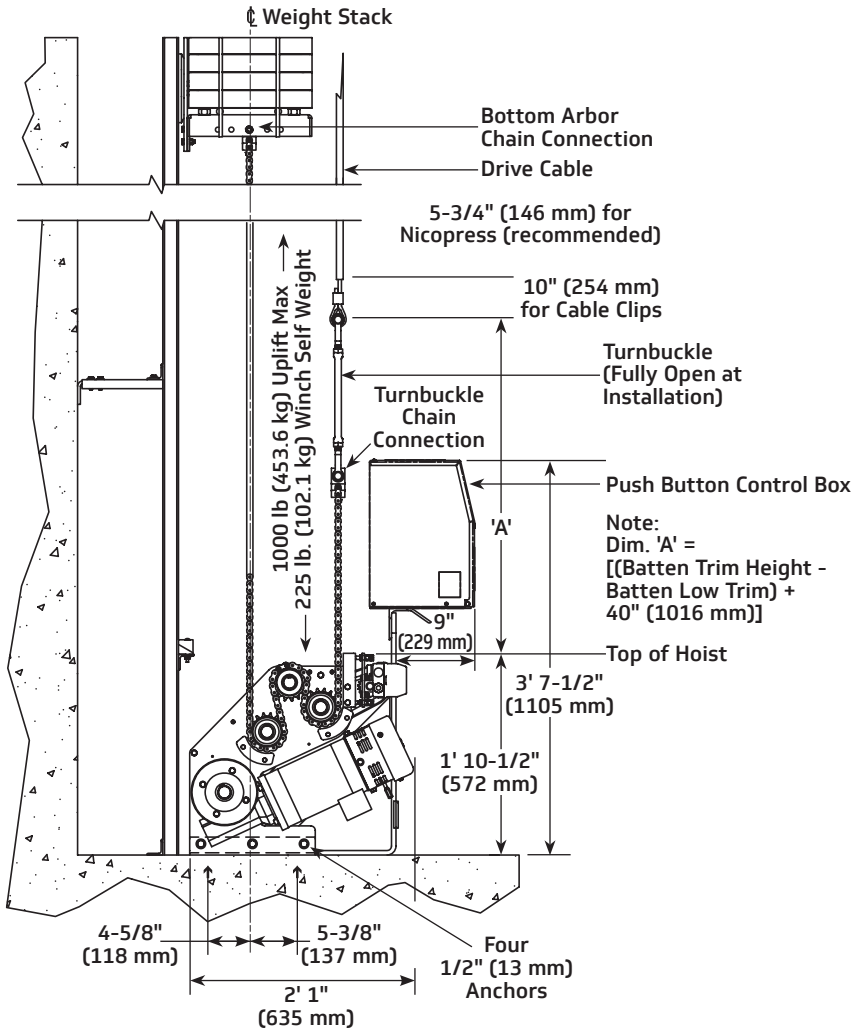 ℄ Weight Stack
Bottom Arbor
Chain Connection
Drive Cable
5-3/4" (146 mm) for
Nicopress (recommended)
10" (254 mm)
for Cable Clips
1000 lb (453.6 kg) Uplift Max
225 lb. (102.1 kg) Winch Self Weight
Turnbuckle
(Fully Open at
Installation)
Turnbuckle
Chain
Connection
Push Button Control Box
'A'
Note:
Dim. 'A' =
[(Batten Trim Height -
Batten Low Trim) +
40" (1016 mm)]
9"
(229 mm)
Top of Hoist
3' 7-1/2"
(1105 mm)
1' 10-1/2"
(572 mm)
4-5/8"
(118 mm)
5-3/8"
(137 mm)
Four
1/2" (13 mm)
Anchors
2' 1"
(635 mm)